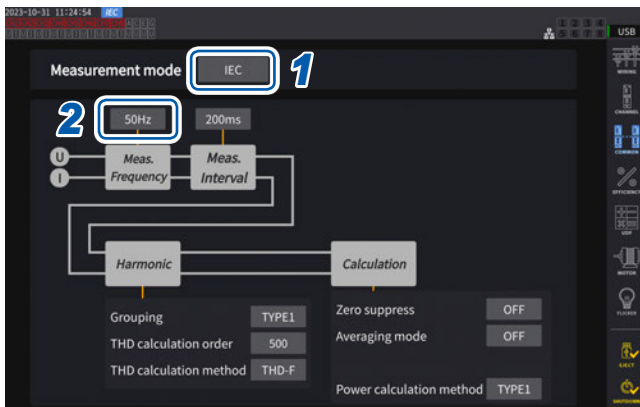 2023-10-31 11:24:54 IEC
USB
Measurement mode IEC 1
2 50Hz 200ms
U
I
Meas. Frequency
Meas. Interval
Harmonic
Calculation
Grouping TYPE1
THD calculation order 500
THD calculation method THD-F
Zero suppress OFF
Averaging mode OFF
Power calculation method TYPE1
WIRING
CHANNEL
COMMON
EFFICIENCY
UDF
MOTOR
FLICKER
EJECT
SHUTDOWN